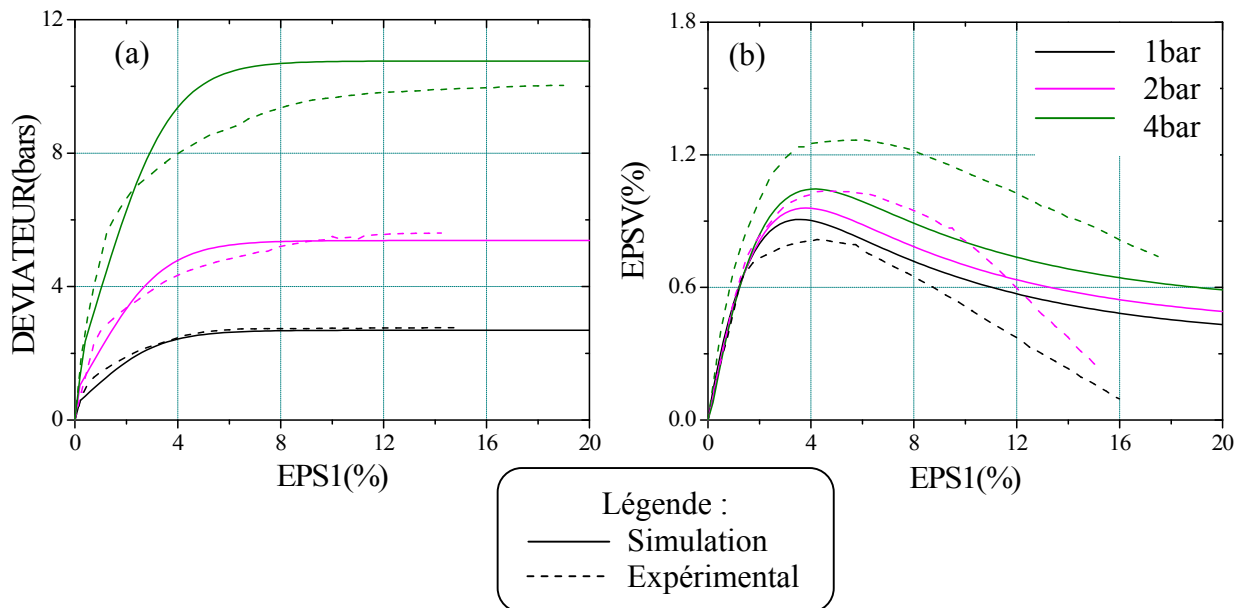 (a)
DEVIATEUR(bars)
12
8
4
0
0 4 8 12 16 20
EPS1(%)
(b)
1bar
2bar
4bar
EPSV(%)
1.8
1.2
0.6
0.0
0 4 8 12 16 20
EPS1(%)
Légende :
Simulation
Expérimental